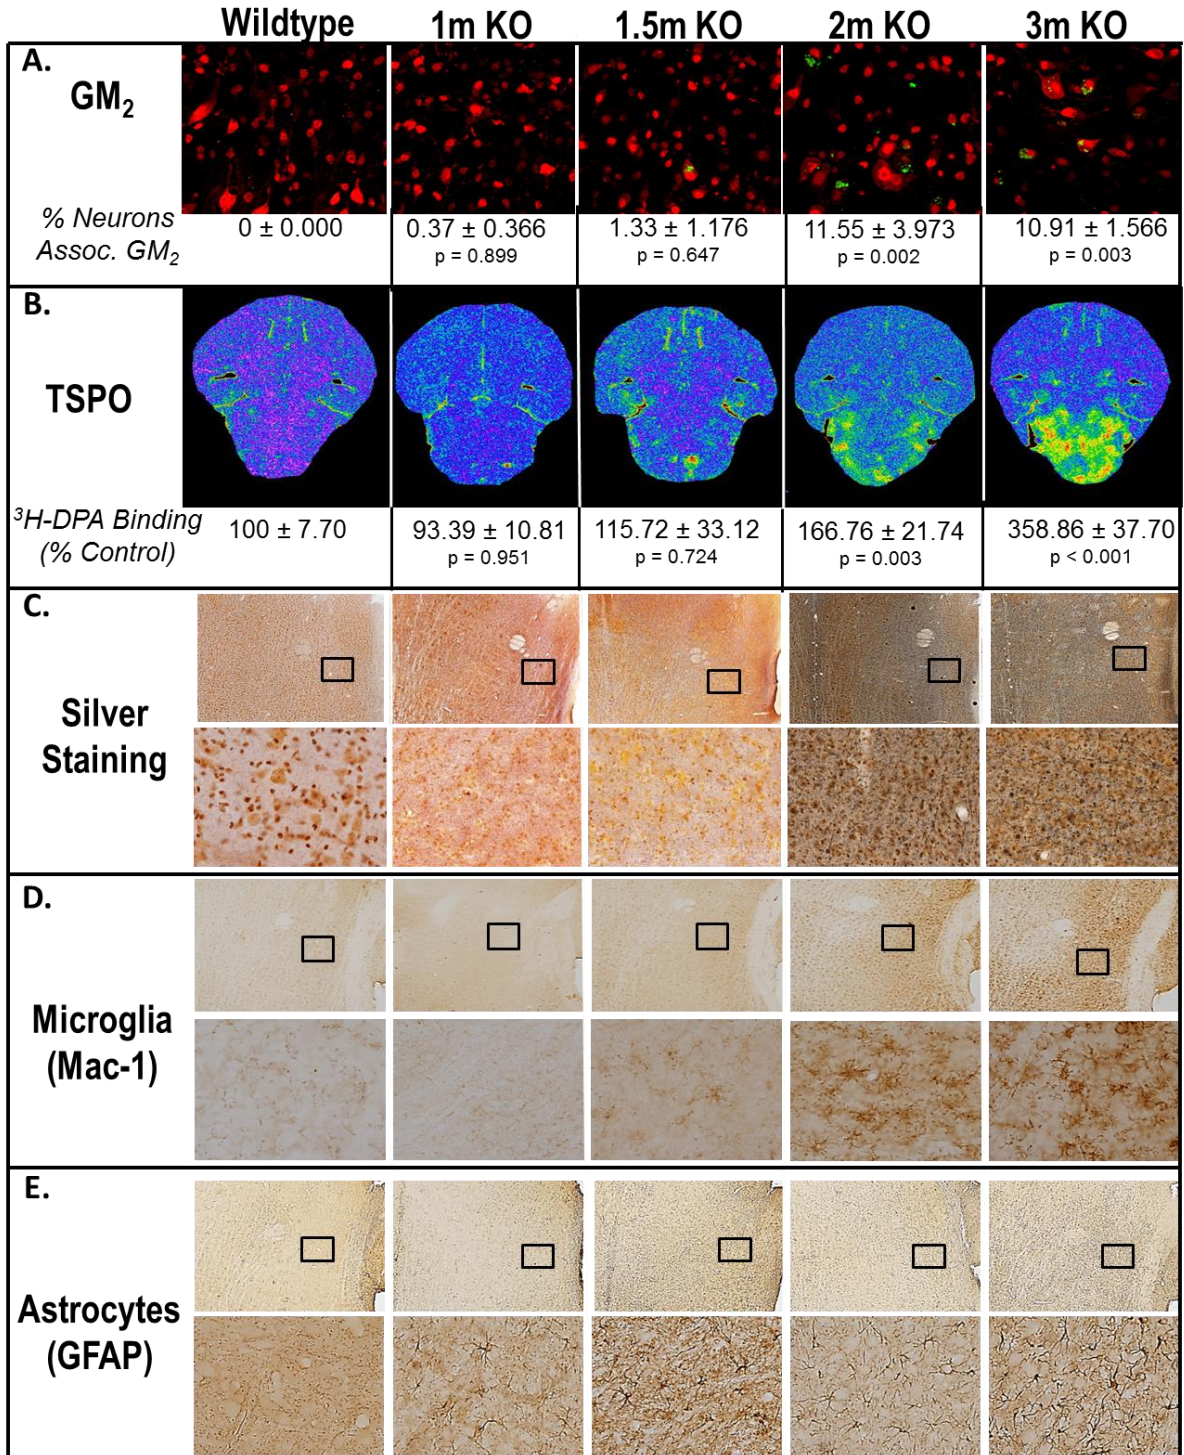 Wildtype 1m KO 1.5m KO 2m KO 3m KO
A.
GM₂
% Neurons
Assoc. GM₂
0 ± 0.000 0.37 ± 0.366 1.33 ± 1.176 11.55 ± 3.973 10.91 ± 1.566
p = 0.899 p = 0.647 p = 0.002 p = 0.003
B.
TSPO
³H-DPA Binding
(% Control)
100 ± 7.70 93.39 ± 10.81 115.72 ± 33.12 166.76 ± 21.74 358.86 ± 37.70
p = 0.951 p = 0.724 p = 0.003 p < 0.001
C.
Silver
Staining
D.
Microglia
(Mac-1)
E.
Astrocytes
(GFAP)